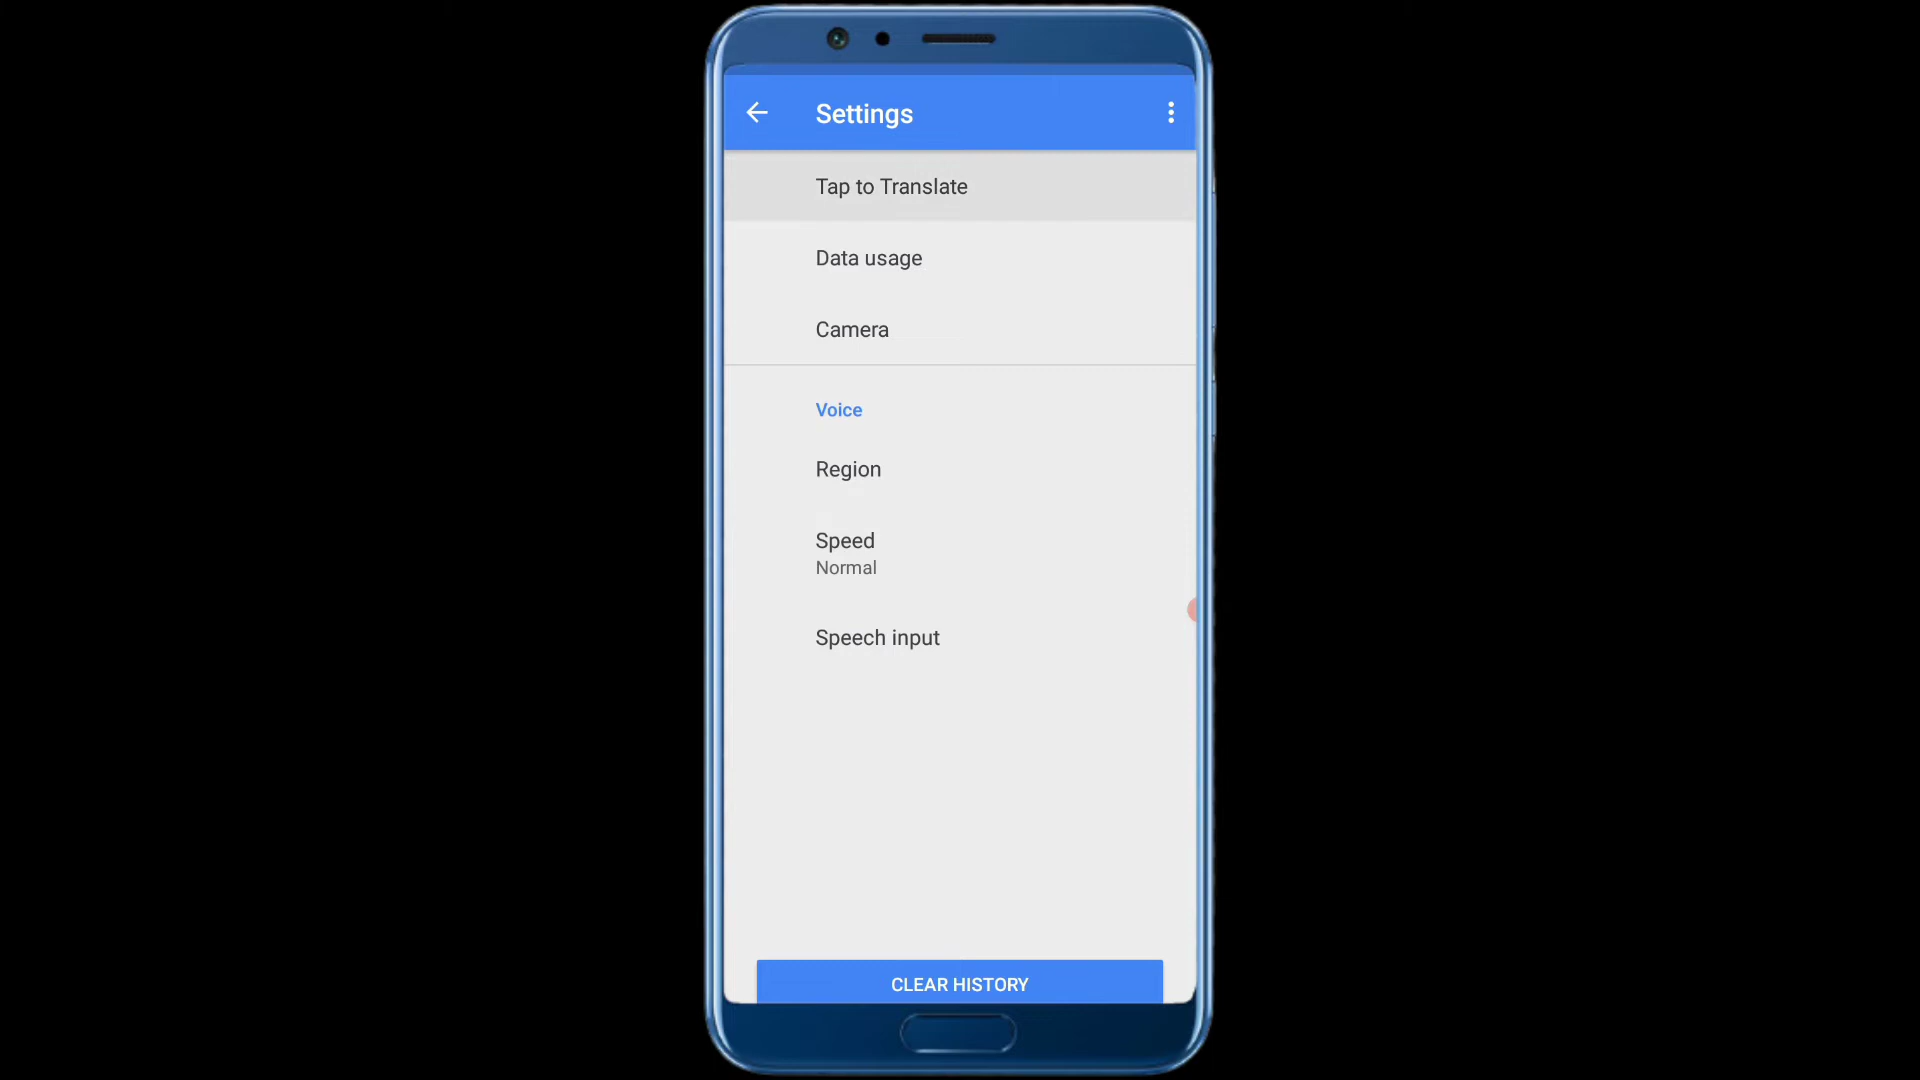 Settings
Tap to Translate
Data usage
Camera
Voice
Region
Speed
Normal
Speech input
CLEAR HISTORY